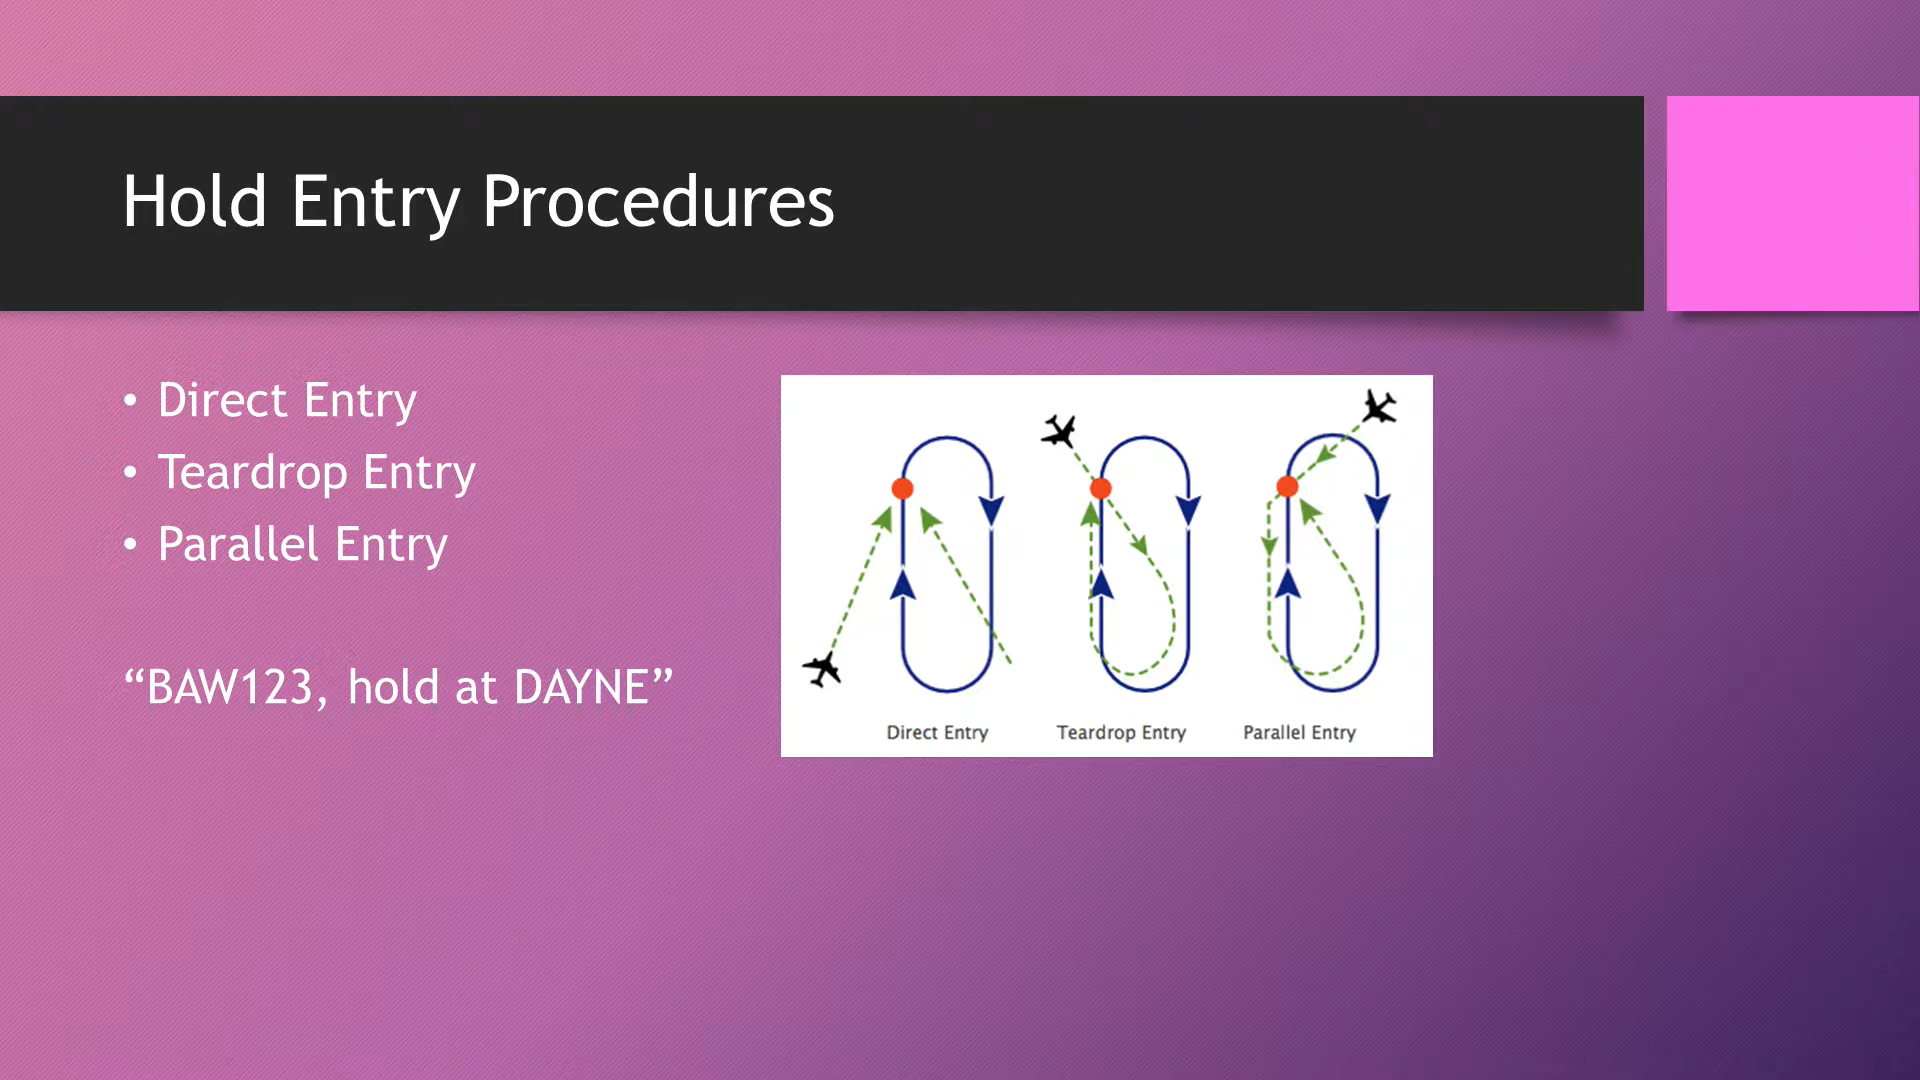 Hold Entry Procedures
• Direct Entry
• Teardrop Entry
• Parallel Entry
“BAW123, hold at DAYNE”
Direct Entry
Teardrop Entry
Parallel Entry